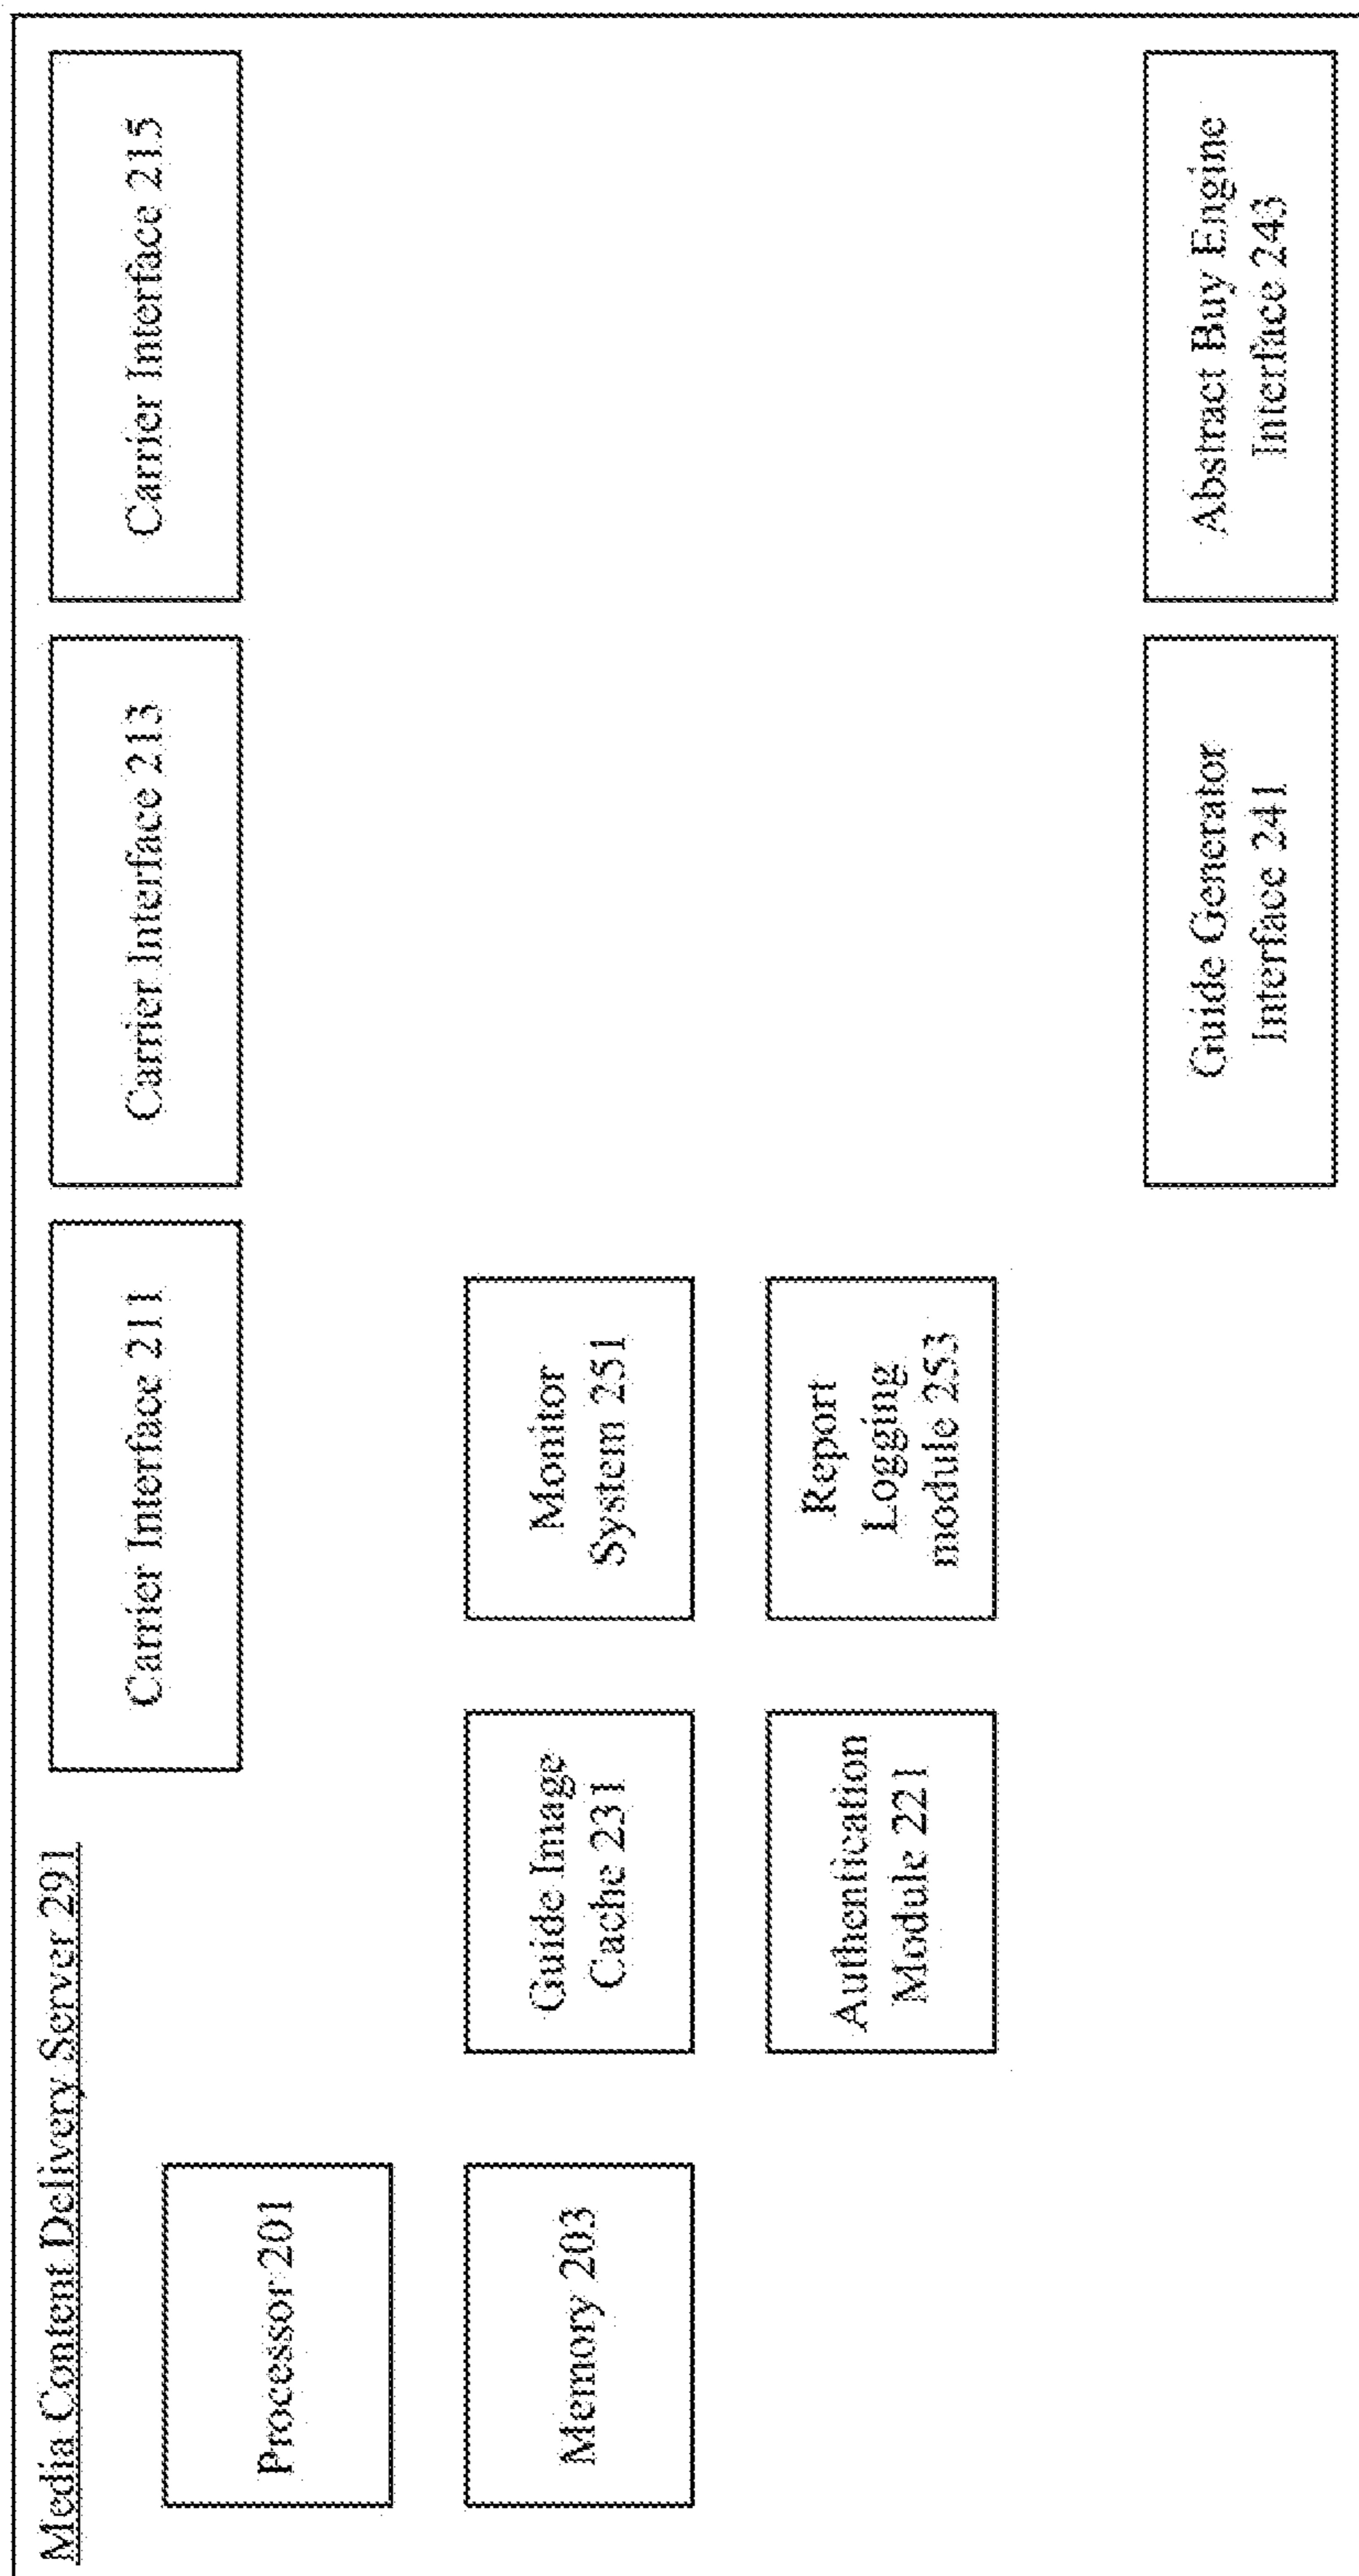 Media Content Delivery Server 291
Carrier Interface 211
Carrier Interface 213
Carrier Interface 215
Processor 201
Memory 203
Guide Image
Cache 231
Monitor
System 251
Authentication
Module 221
Report
Logging
module 253
Guide Generator
Interface 241
Abstract Buy Engine
Interface 243